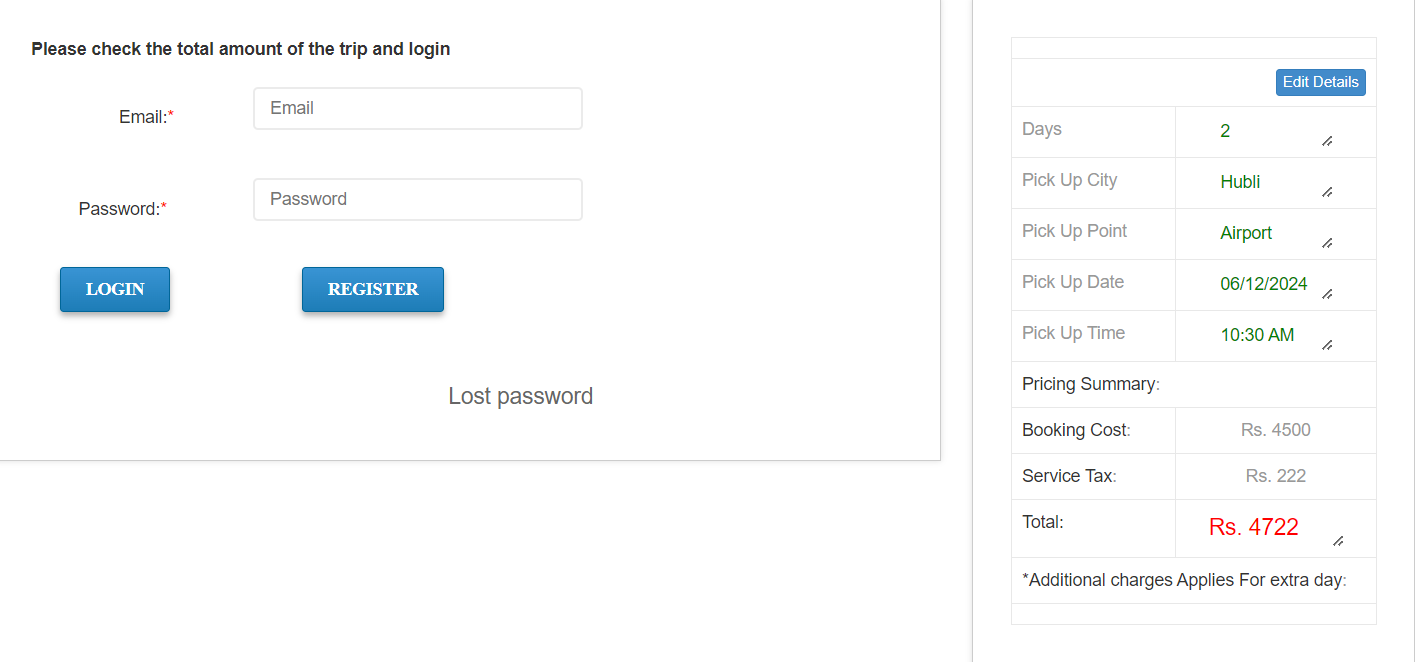 Please check the total amount of the trip and login
Email:* Email
Password:* Password
LOGIN REGISTER
Lost password
Edit Details
Days 2
Pick Up City Hubli
Pick Up Point Airport
Pick Up Date 06/12/2024
Pick Up Time 10:30 AM
Pricing Summary:
Booking Cost: Rs. 4500
Service Tax: Rs. 222
Total: Rs. 4722
*Additional charges Applies For extra day: